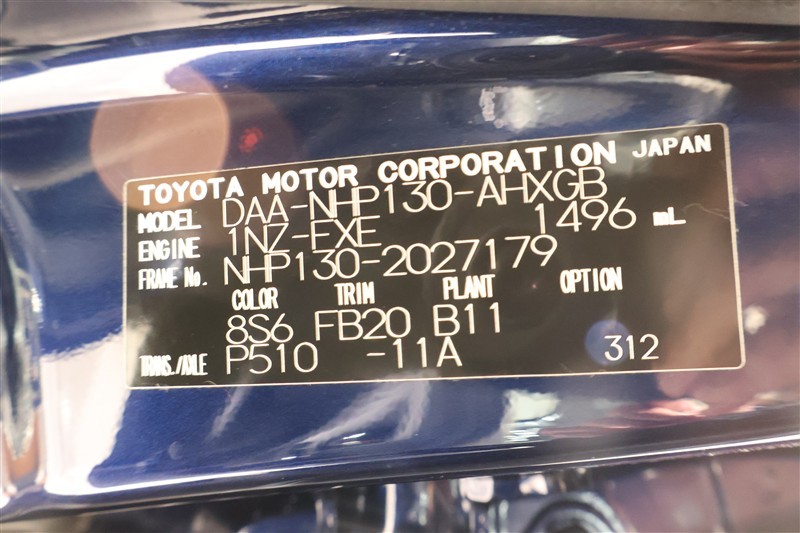 TOYOTA MOTOR CORPORATION JAPAN
MODEL DAA-NHP130-AHXGB
ENGINE 1NZ-FXE 1496 mL
FRAME No. NHP130-2027179
COLOR TRIM PLANT OPTION
8S6 FB20 B11
TRANS./AXLE P510 -11A 312